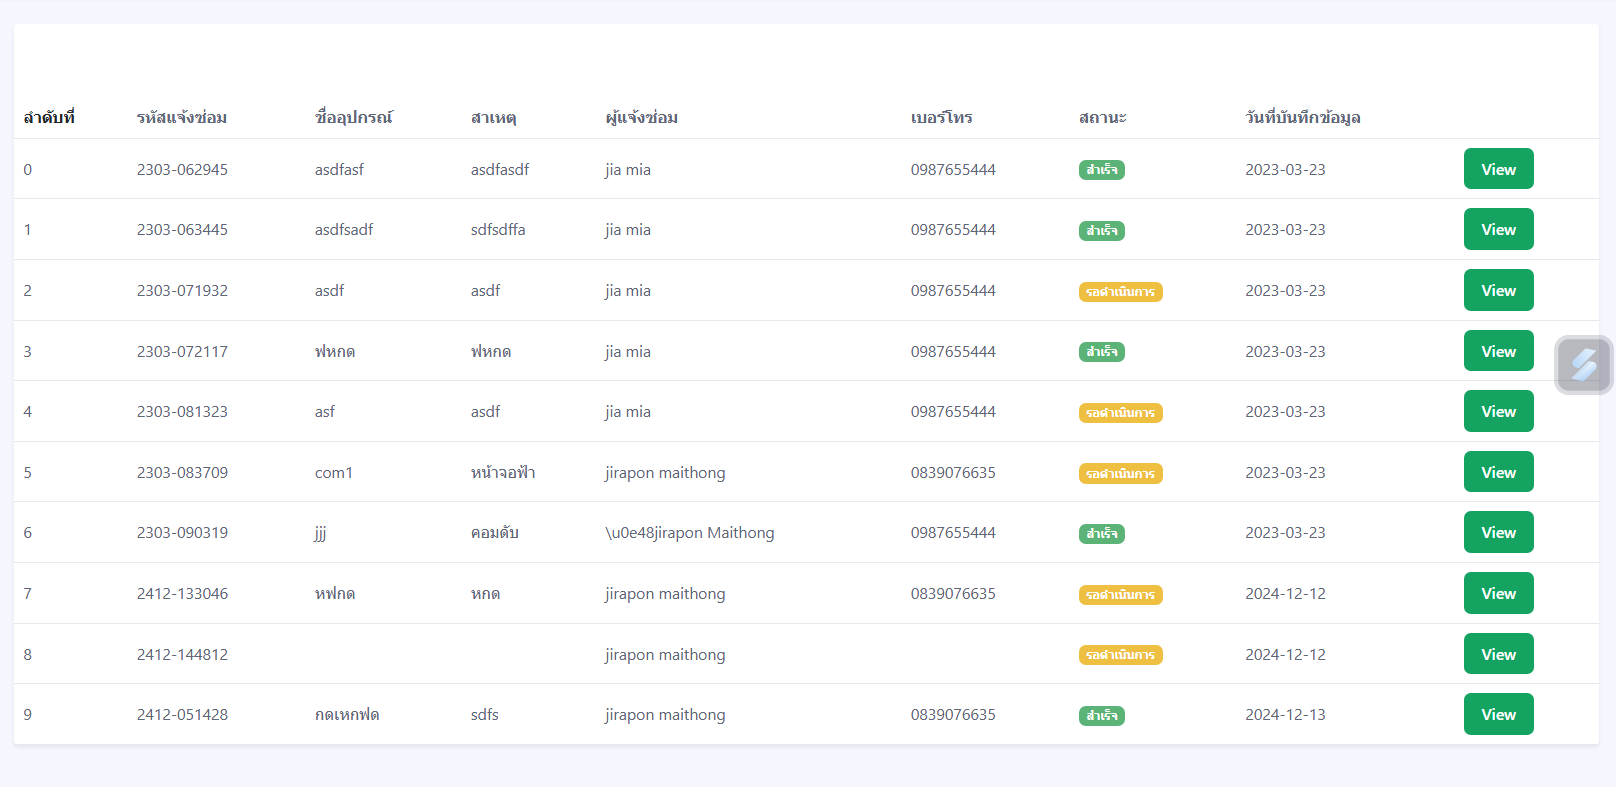 ลำดับที่ รหัสแจ้งซ่อม ชื่ออุปกรณ์ สาเหตุ ผู้แจ้งซ่อม เบอร์โทร สถานะ วันที่บันทึกข้อมูล
0 2303-062945 asdfasf asdfasdf jia mia 0987655444 สำเร็จ 2023-03-23 View
1 2303-063445 asdfsadf sdfsdffa jia mia 0987655444 สำเร็จ 2023-03-23 View
2 2303-071932 asdf asdf jia mia 0987655444 รอดำเนินการ 2023-03-23 View
3 2303-072117 ฟหกด ฟหกด jia mia 0987655444 สำเร็จ 2023-03-23 View
4 2303-081323 asf asdf jia mia 0987655444 รอดำเนินการ 2023-03-23 View
5 2303-083709 com1 หน้าจอฟ้า jirapon maithong 0839076635 รอดำเนินการ 2023-03-23 View
6 2303-090319 jjj คอมดับ \u0e48jirapon Maithong 0987655444 สำเร็จ 2023-03-23 View
7 2412-133046 หฟกด หกด jirapon maithong 0839076635 รอดำเนินการ 2024-12-12 View
8 2412-144812 jirapon maithong รอดำเนินการ 2024-12-12 View
9 2412-051428 กดเหกฟด sdfs jirapon maithong 0839076635 สำเร็จ 2024-12-13 View